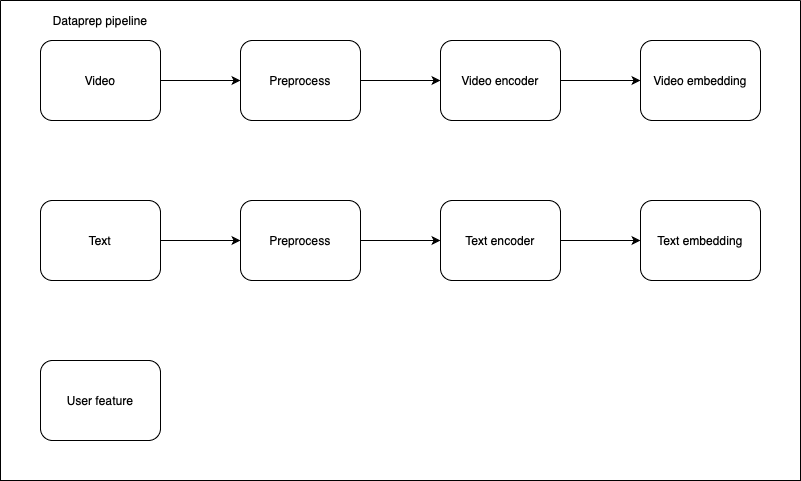 Dataprep pipeline
Video
Preprocess
Video encoder
Video embedding
Text
Preprocess
Text encoder
Text embedding
User feature